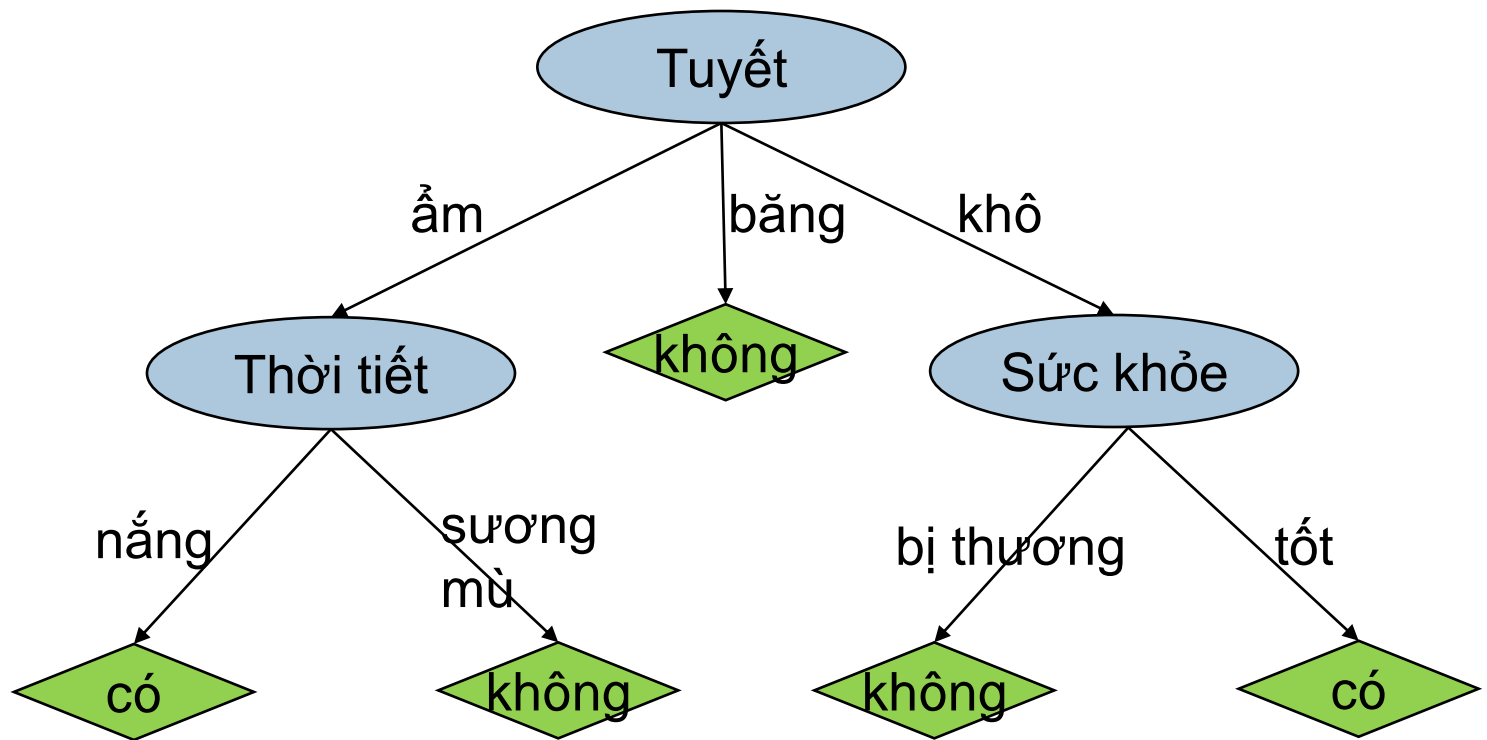 Tuyết
ẩm
băng
khô
không
Thời tiết
Sức khỏe
nắng
sương
mù
bị thương
tốt
có
không
không
có